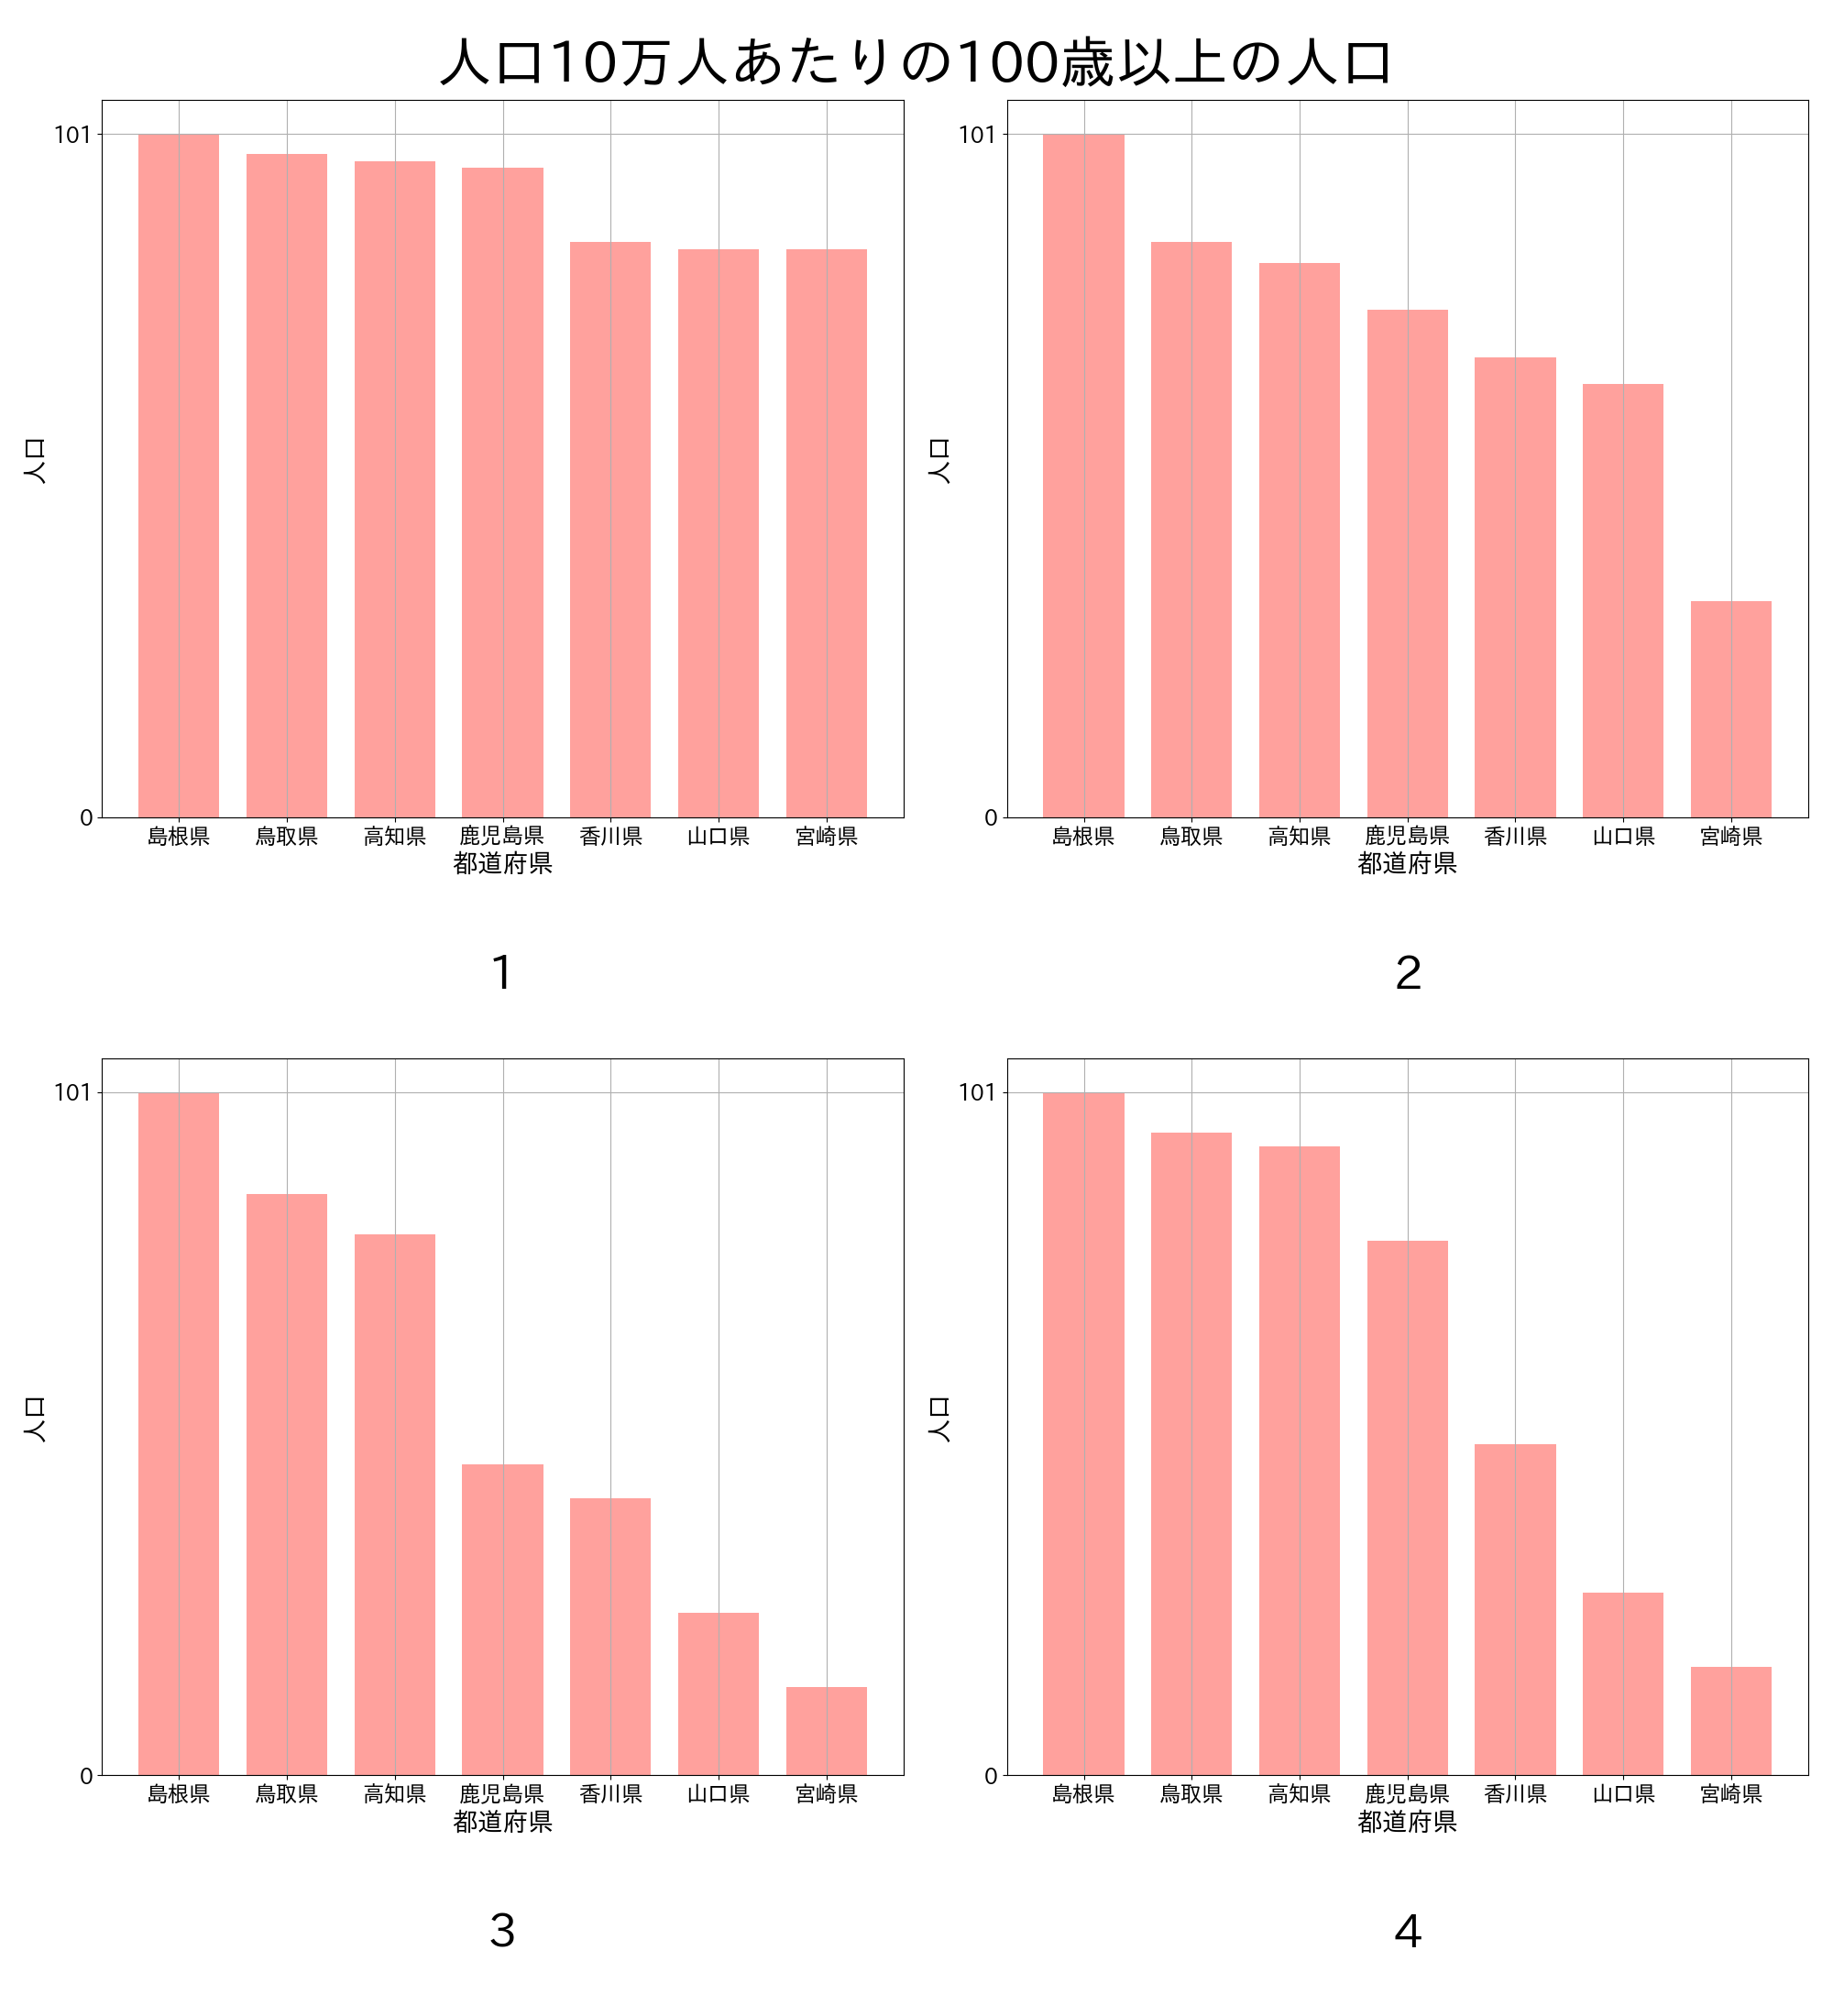 人口10万人あたりの100歳以上の人口
101
0
人口
島根県 鳥取県 高知県 鹿児島県 香川県 山口県 宮崎県
都道府県
1
101
0
人口
島根県 鳥取県 高知県 鹿児島県 香川県 山口県 宮崎県
都道府県
2
101
0
人口
島根県 鳥取県 高知県 鹿児島県 香川県 山口県 宮崎県
都道府県
3
101
0
人口
島根県 鳥取県 高知県 鹿児島県 香川県 山口県 宮崎県
都道府県
4